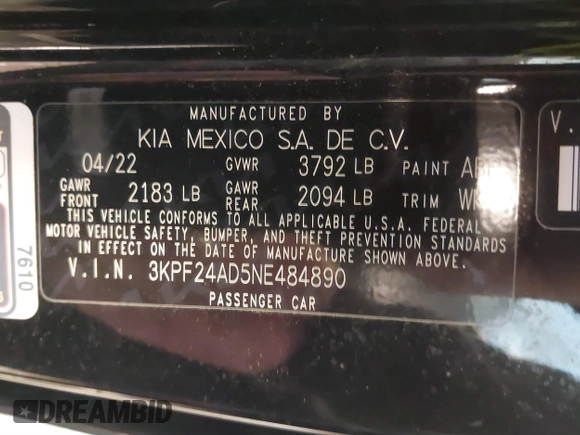 MANUFACTURED BY
KIA MEXICO S.A. DE C.V.
04/22 GVWR 3792 LB PAINT
GAWR FRONT 2183 LB GAWR REAR 2094 LB TRIM
THIS VEHICLE CONFORMS TO ALL APPLICABLE U.S.A. FEDERAL
MOTOR VEHICLE SAFETY, BUMPER, AND THEFT PREVENTION STANDARDS
IN EFFECT ON THE DATE OF MANUFACTURE SHOWN ABOVE.
V.I.N. 3KPF24AD5NE484890
PASSENGER CAR
7610
DREAMBID